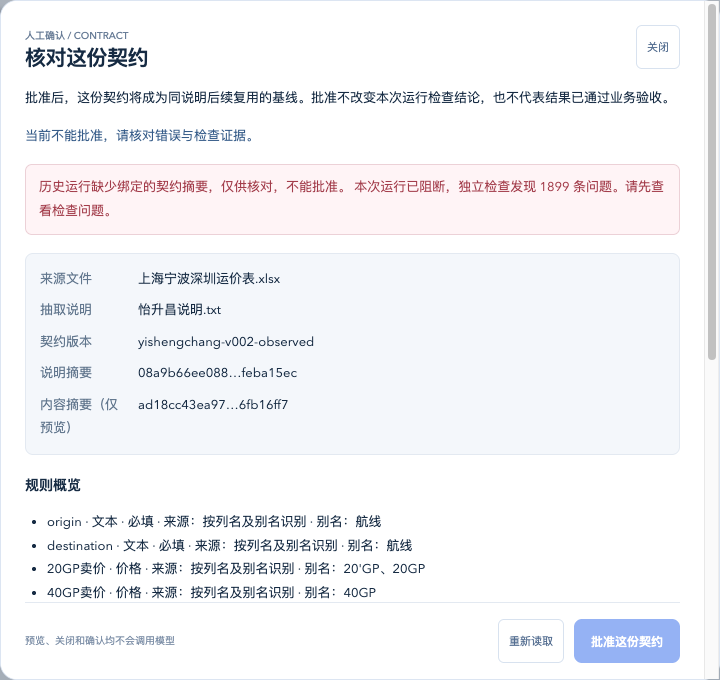 人工确认 / CONTRACT
核对这份契约
关闭
批准后，这份契约将成为同说明后续复用的基线。批准不改变本次运行检查结论，也不代表结果已通过业务验收。
当前不能批准，请核对错误与检查证据。
历史运行缺少绑定的契约摘要，仅供核对，不能批准。 本次运行已阻断，独立检查发现 1899 条问题。请先查
看检查问题。
来源文件 上海宁波深圳运价表.xlsx
抽取说明 怡升昌说明.txt
契约版本 yishengchang-v002-observed
说明摘要 08a9b66ee088…feba15ec
内容摘要（仅 ad18cc43ea97…6fb16ff7
预览）
规则概览
• origin · 文本 · 必填 · 来源：按列名及别名识别 · 别名：航线
• destination · 文本 · 必填 · 来源：按列名及别名识别 · 别名：航线
• 20GP卖价 · 价格 · 来源：按列名及别名识别 · 别名：20'GP、20GP
• 40GP卖价 · 价格 · 来源：按列名及别名识别 · 别名：40GP
预览、关闭和确认均不会调用模型
重新读取
批准这份契约